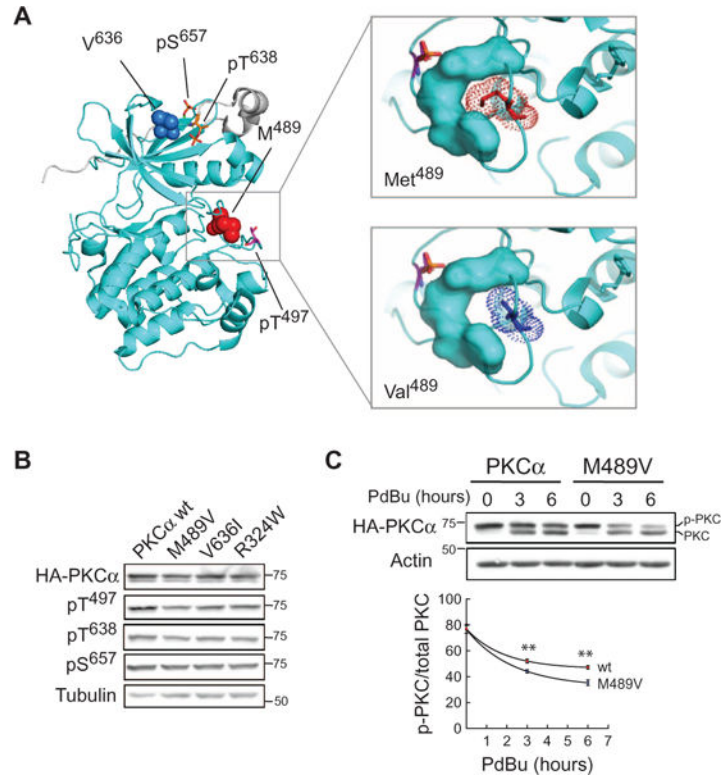 A
V636
pS657
pT638
M489
pT497
Met489
Val489
B
PKCα wt
M489V
V636I
R324W
HA-PKCα
75
pT497
75
pT638
75
pS657
75
Tubulin
50
C
PKCα M489V
PdBu (hours) 0 3 6 0 3 6
HA-PKCα 75 p-PKC
PKC
50
Actin
p-PKC/total PKC
80
60
40
20
0
** **
wt
M489V
1 2 3 4 5 6 7
PdBu (hours)